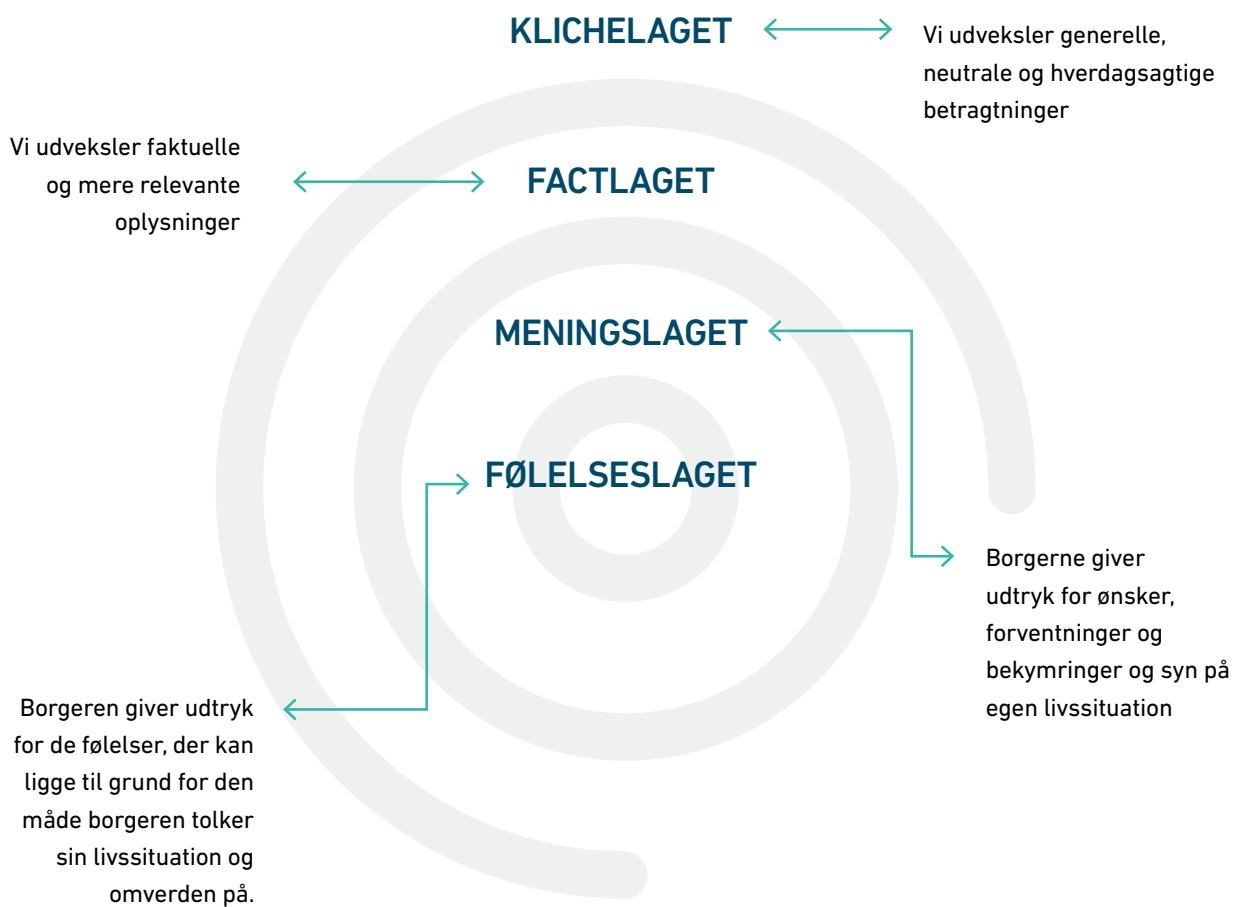 KLICHELAGET
Vi udveksler generelle,
neutrale og hverdagsagtige
betragtninger
Vi udveksler faktuelle
og mere relevante
oplysninger
FACTLAGET
MENINGSLAGET
FØLELSESLAGET
Borgerne giver
udtryk for ønsker,
forventninger og
bekymringer og syn på
egen livssituation
Borgeren giver udtryk
for de følelser, der kan
ligge til grund for den
måde borgeren tolker
sin livssituation og
omverden på.